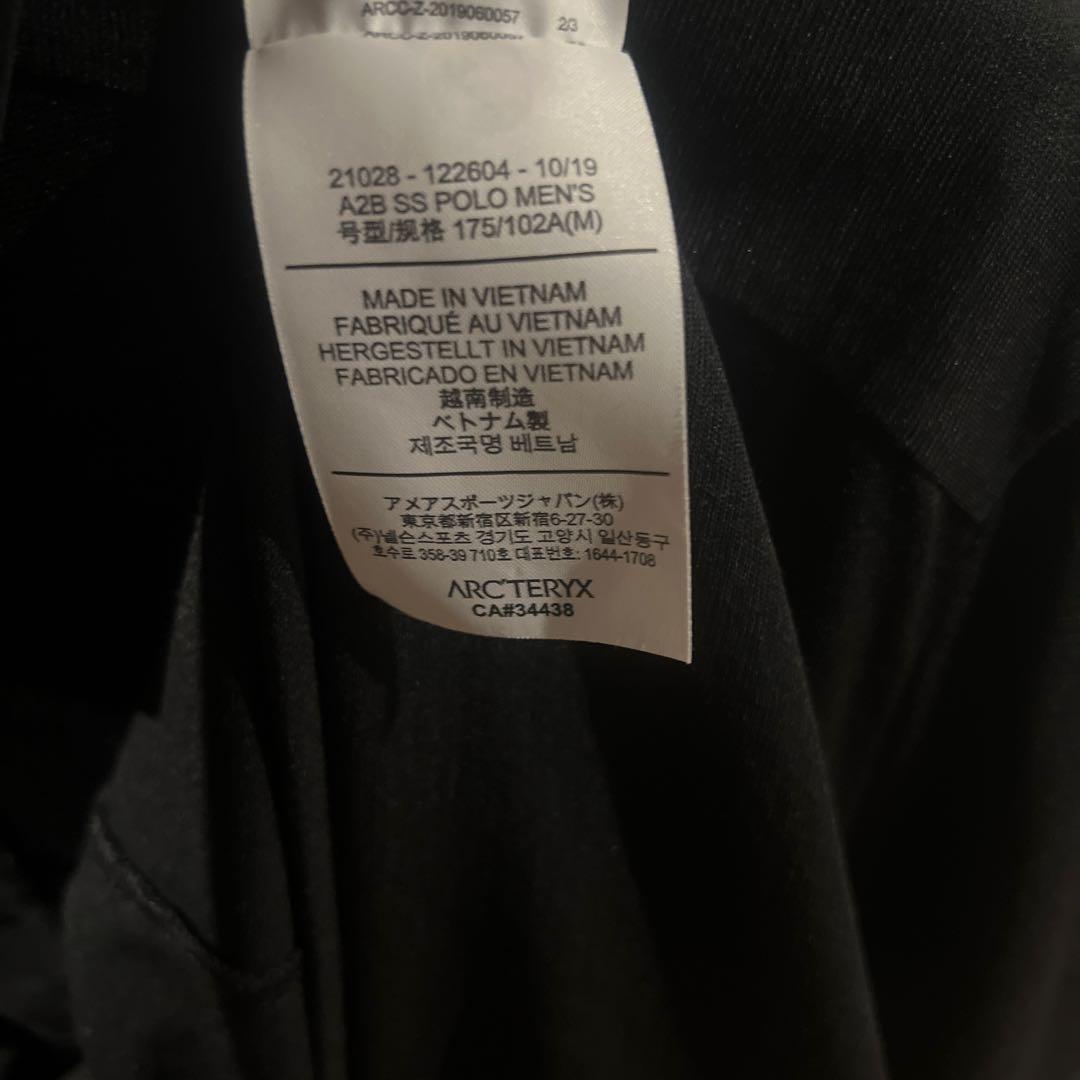 ARCC-Z-2019060057
2/3
ARCC-Z-2019060057
21028 - 122604 - 10/19
A2B SS POLO MEN'S
号型/规格 175/102A(M)
MADE IN VIETNAM
FABRIQUÉ AU VIETNAM
HERGESTELLT IN VIETNAM
FABRICADO EN VIETNAM
越南制造
ベトナム製
제조국명 베트남
アメアスポーツジャパン(株)
東京都新宿区新宿6-27-30
(주)넬슨스포츠 경기도 고양시 일산동구
호수로 358-39 710호 대표번호: 1644-1708
ARC'TERYX
CA#34438